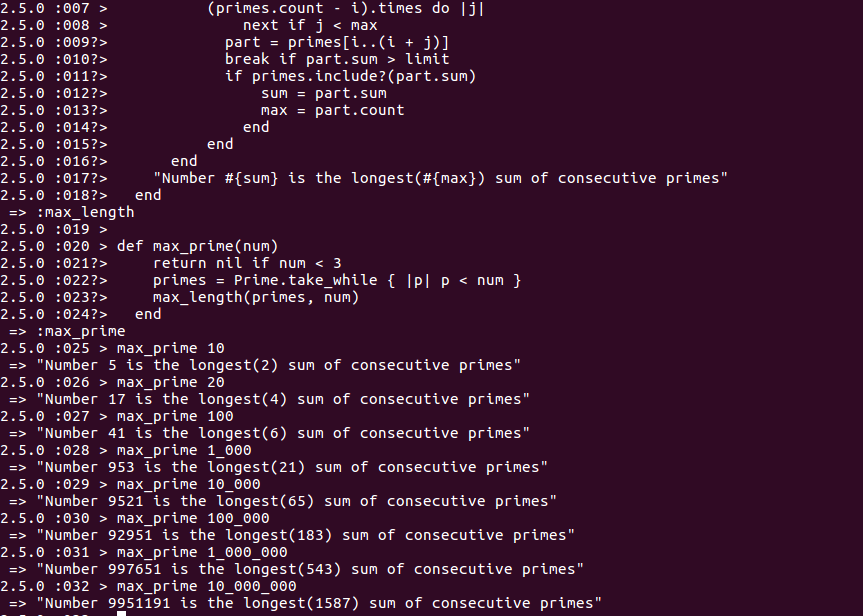 2.5.0 :007 >           (primes.count - i).times do |j|
2.5.0 :008 >               next if j < max
2.5.0 :009?>             part = primes[i..(i + j)]
2.5.0 :010?>             break if part.sum > limit
2.5.0 :011?>             if primes.include?(part.sum)
2.5.0 :012?>                 sum = part.sum
2.5.0 :013?>                 max = part.count
2.5.0 :014?>               end
2.5.0 :015?>           end
2.5.0 :016?>       end
2.5.0 :017?>     "Number #{sum} is the longest(#{max}) sum of consecutive primes"
2.5.0 :018?>   end
 => :max_length
2.5.0 :019 >
2.5.0 :020 > def max_prime(num)
2.5.0 :021?>     return nil if num < 3
2.5.0 :022?>     primes = Prime.take_while { |p| p < num }
2.5.0 :023?>     max_length(primes, num)
2.5.0 :024?>   end
 => :max_prime
2.5.0 :025 > max_prime 10
 => "Number 5 is the longest(2) sum of consecutive primes"
2.5.0 :026 > max_prime 20
 => "Number 17 is the longest(4) sum of consecutive primes"
2.5.0 :027 > max_prime 100
 => "Number 41 is the longest(6) sum of consecutive primes"
2.5.0 :028 > max_prime 1_000
 => "Number 953 is the longest(21) sum of consecutive primes"
2.5.0 :029 > max_prime 10_000
 => "Number 9521 is the longest(65) sum of consecutive primes"
2.5.0 :030 > max_prime 100_000
 => "Number 92951 is the longest(183) sum of consecutive primes"
2.5.0 :031 > max_prime 1_000_000
 => "Number 997651 is the longest(543) sum of consecutive primes"
2.5.0 :032 > max_prime 10_000_000
 => "Number 9951191 is the longest(1587) sum of consecutive primes"